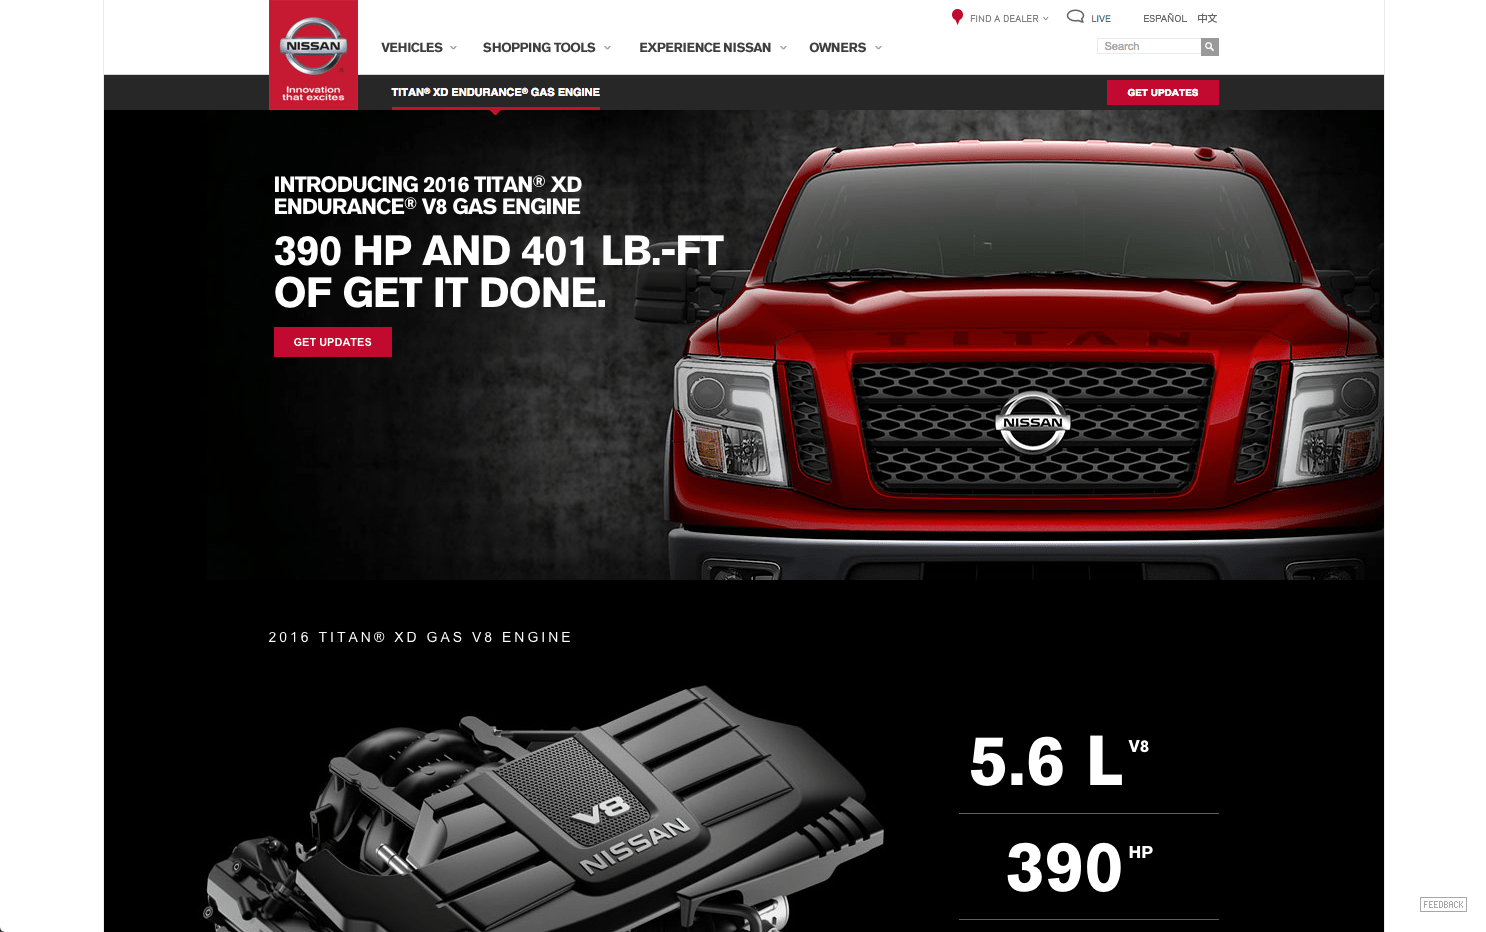 FIND A DEALER
LIVE
ESPAÑOL
中文
NISSAN
Innovation
that excites
VEHICLES
SHOPPING TOOLS
EXPERIENCE NISSAN
OWNERS
Search
TITAN® XD ENDURANCE® GAS ENGINE
GET UPDATES
INTRODUCING 2016 TITAN® XD
ENDURANCE® V8 GAS ENGINE
390 HP AND 401 LB.-FT
OF GET IT DONE.
GET UPDATES
TITAN
NISSAN
2016 TITAN® XD GAS V8 ENGINE
V8
NISSAN
5.6 L V8
390 HP
FEEDBACK